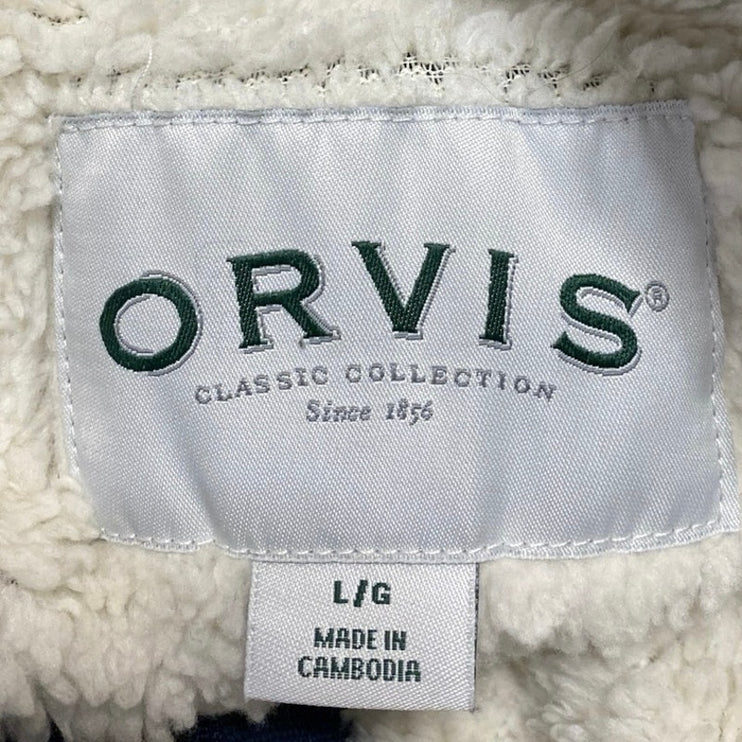 ORVIS®
CLASSIC COLLECTION
Since 1856
L/G
MADE IN
CAMBODIA